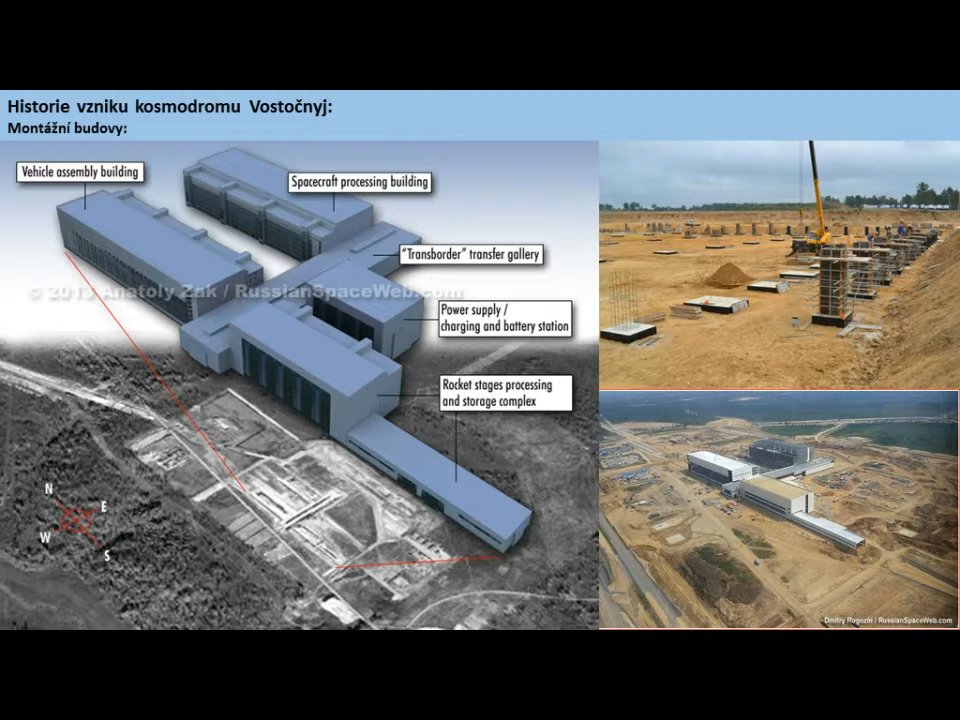 Historie vzniku kosmodromu Vostočnyj:
Montážní budovy:
Vehicle assembly building
Spacecraft processing building
"Transborder" transfer gallery
© 2013 Anatoly Zak / RussianSpaceWeb.com
Power supply /
charging and battery station
Rocket stages processing
and storage complex
N
E
W
S
Dmitry Rogozin / RussianSpaceWeb.com